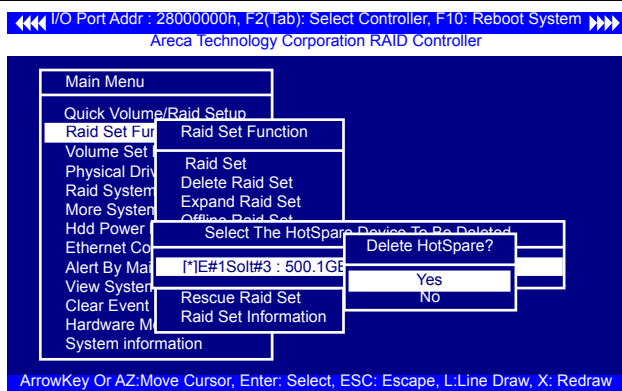 I/O Port Addr : 28000000h, F2(Tab): Select Controller, F10: Reboot System
Areca Technology Corporation RAID Controller
Main Menu
Quick Volume/Raid Setup
Raid Set Fur
Volume Set
Physical Driv
Raid System
More System
Hdd Power
Ethernet Co
Alert By Mai
View System
Clear Event
Hardware Mo
System information
Raid Set Function
Raid Set
Delete Raid Set
Expand Raid Set
Offline Raid Set
Select The HotSpare Device To Be Deleted
[*]E#1Solt#3 : 500.1GB
Rescue Raid Set
Raid Set Information
Delete HotSpare?
Yes
No
ArrowKey Or AZ:Move Cursor, Enter: Select, ESC: Escape, L:Line Draw, X: Redraw